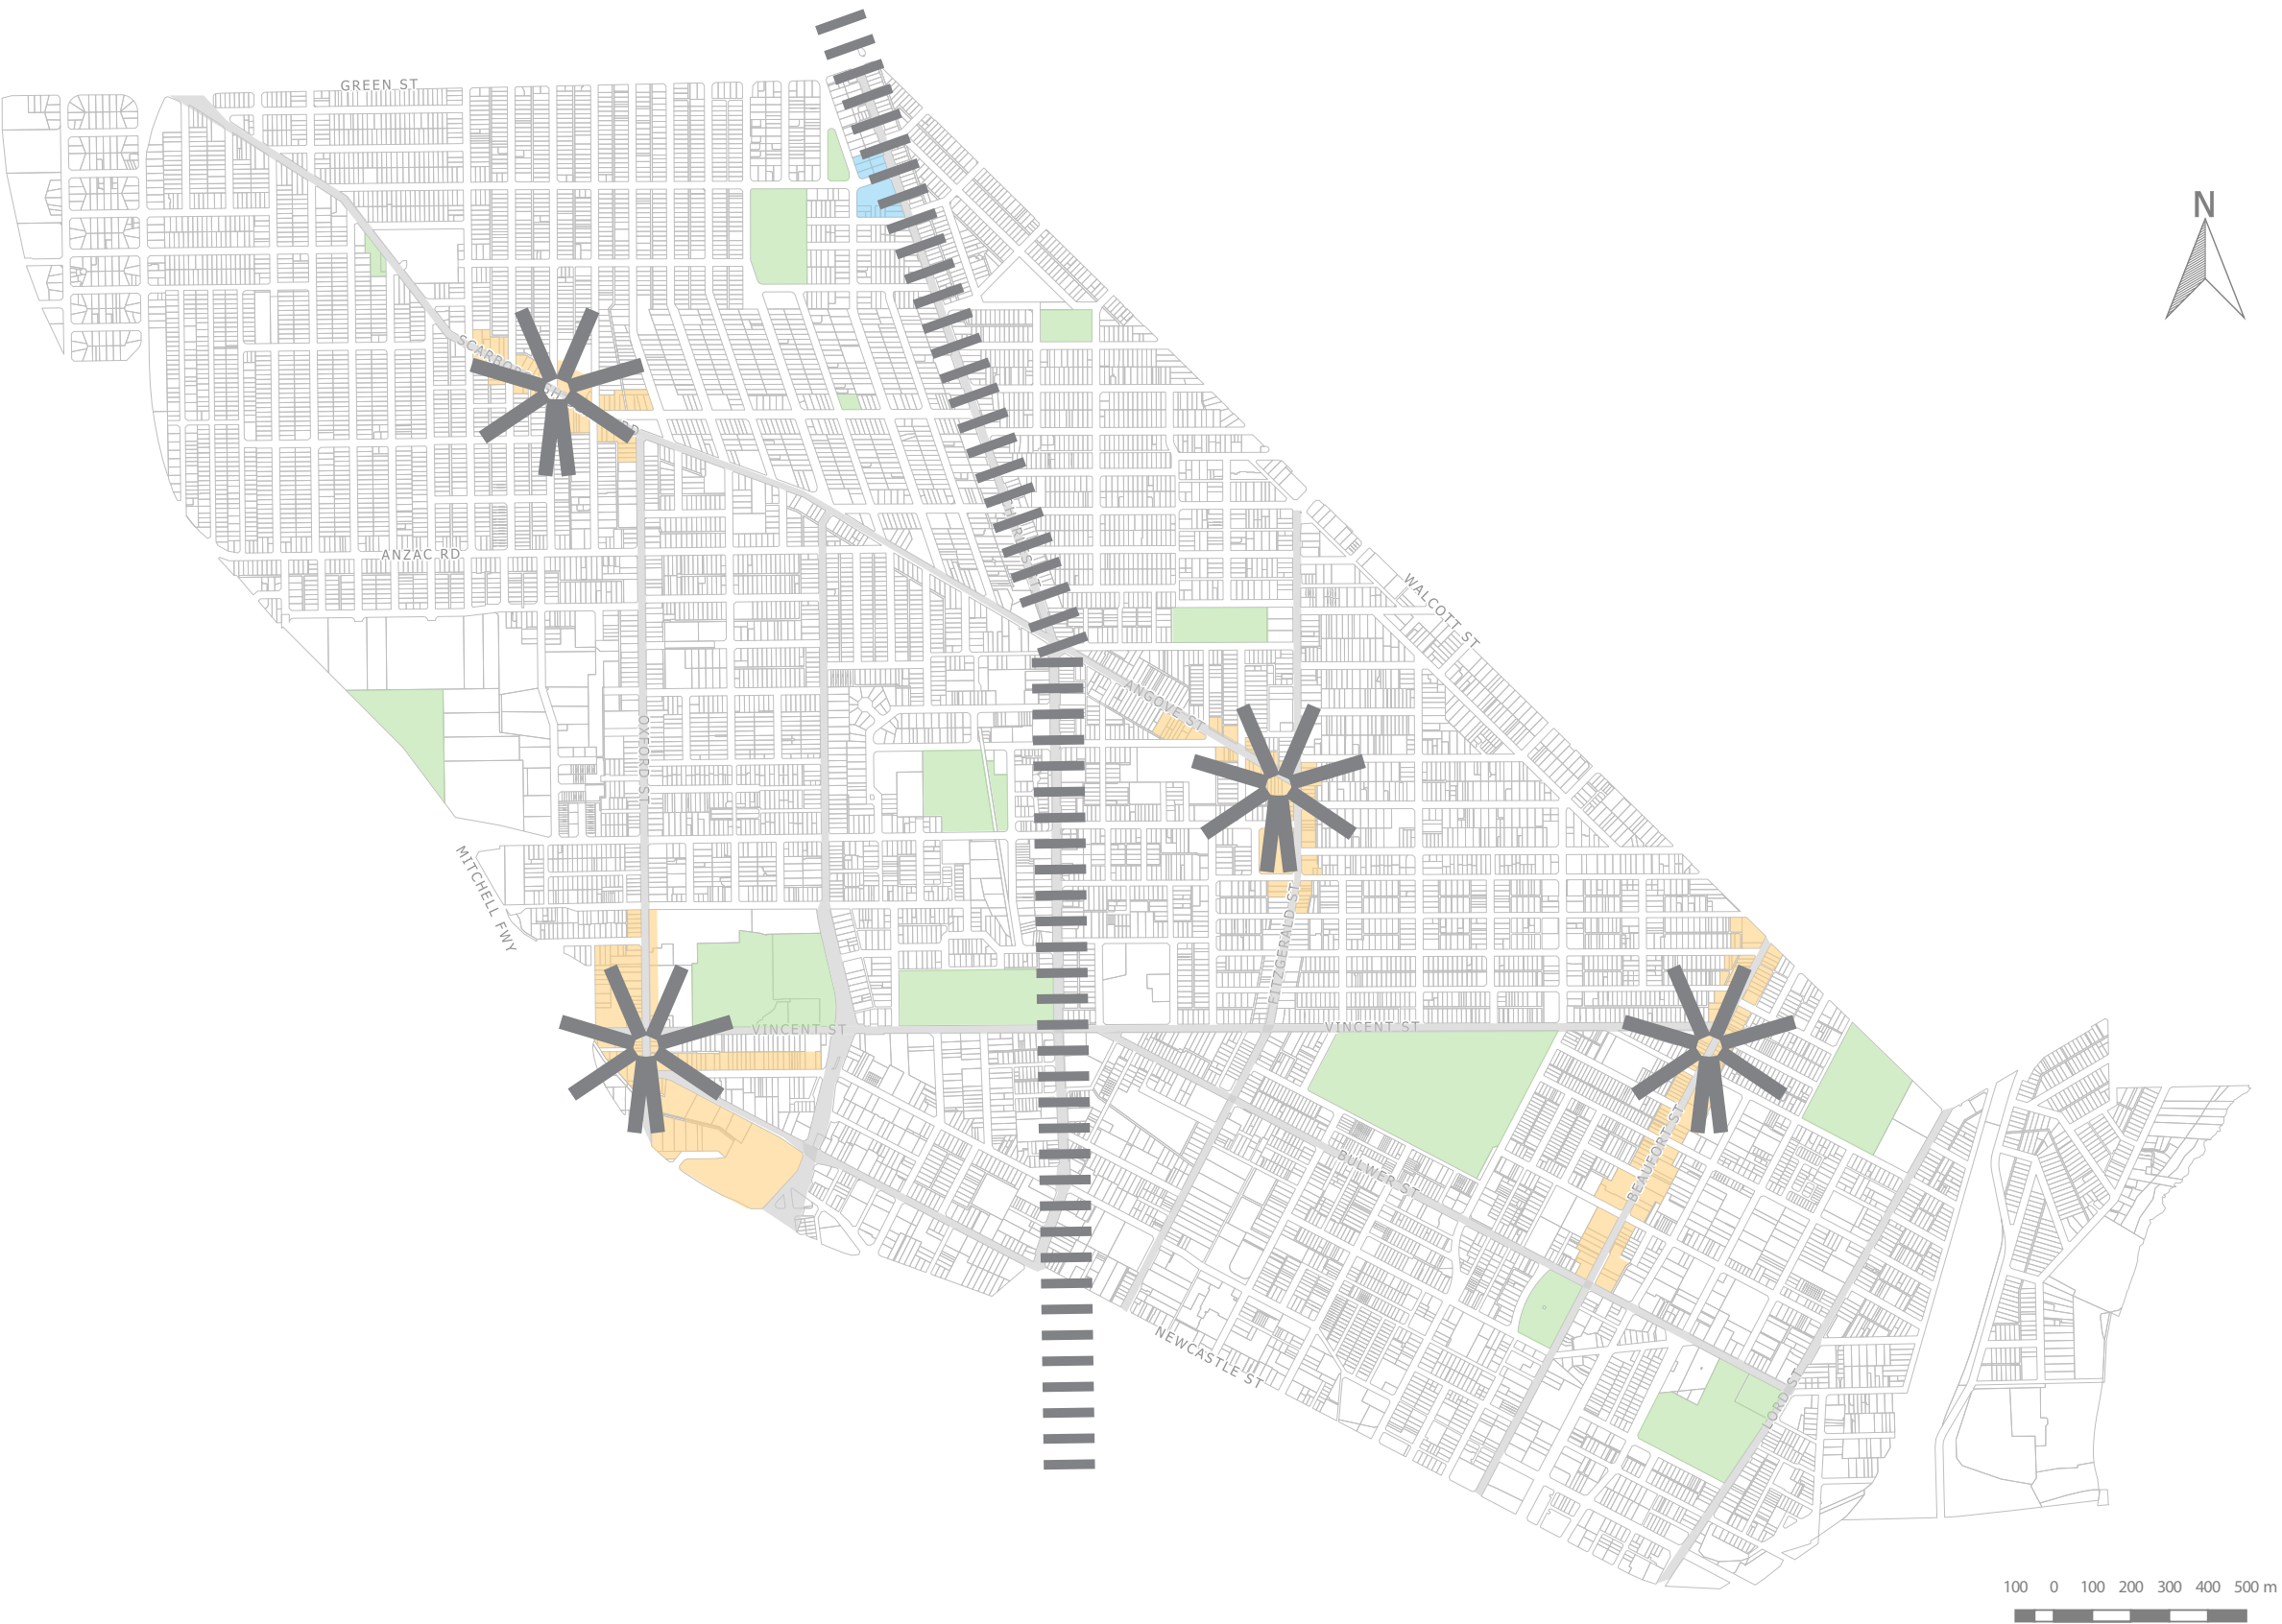 GREEN ST
N
ANZAC RD
WALCOTT ST
ANGOVE ST
OXFORD ST
MITCHELL FWY
FITZGERALD ST
VINCENT ST
VINCENT ST
BULWER ST
BEAUFORT ST
NEWCASTLE ST
LORD ST
100 0 100 200 300 400 500 m